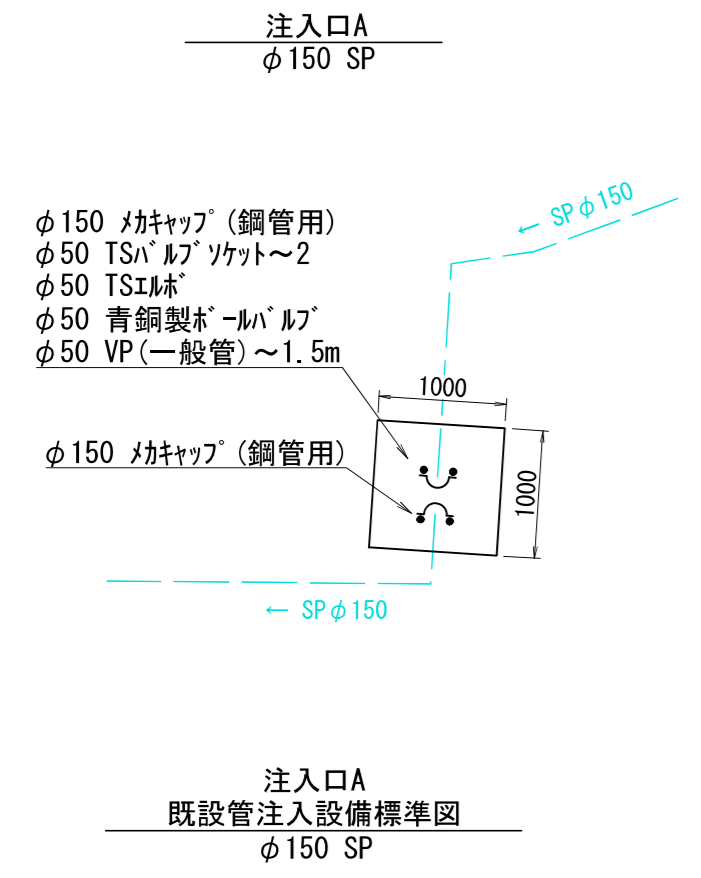 注入口A
φ150 SP
← SPφ150
φ150 ﾒｶｷｬｯﾌﾟ(鋼管用)
φ50 TSﾊﾞﾙﾌﾞｿｹｯﾄ～2
φ50 TSｴﾙﾎﾞ
φ50 青銅製ﾎﾞｰﾙﾊﾞﾙﾌﾞ
φ50 VP(一般管)～1.5m
1000
φ150 ﾒｶｷｬｯﾌﾟ(鋼管用)
1000
← SPφ150
注入口A
既設管注入設備標準図
φ150 SP